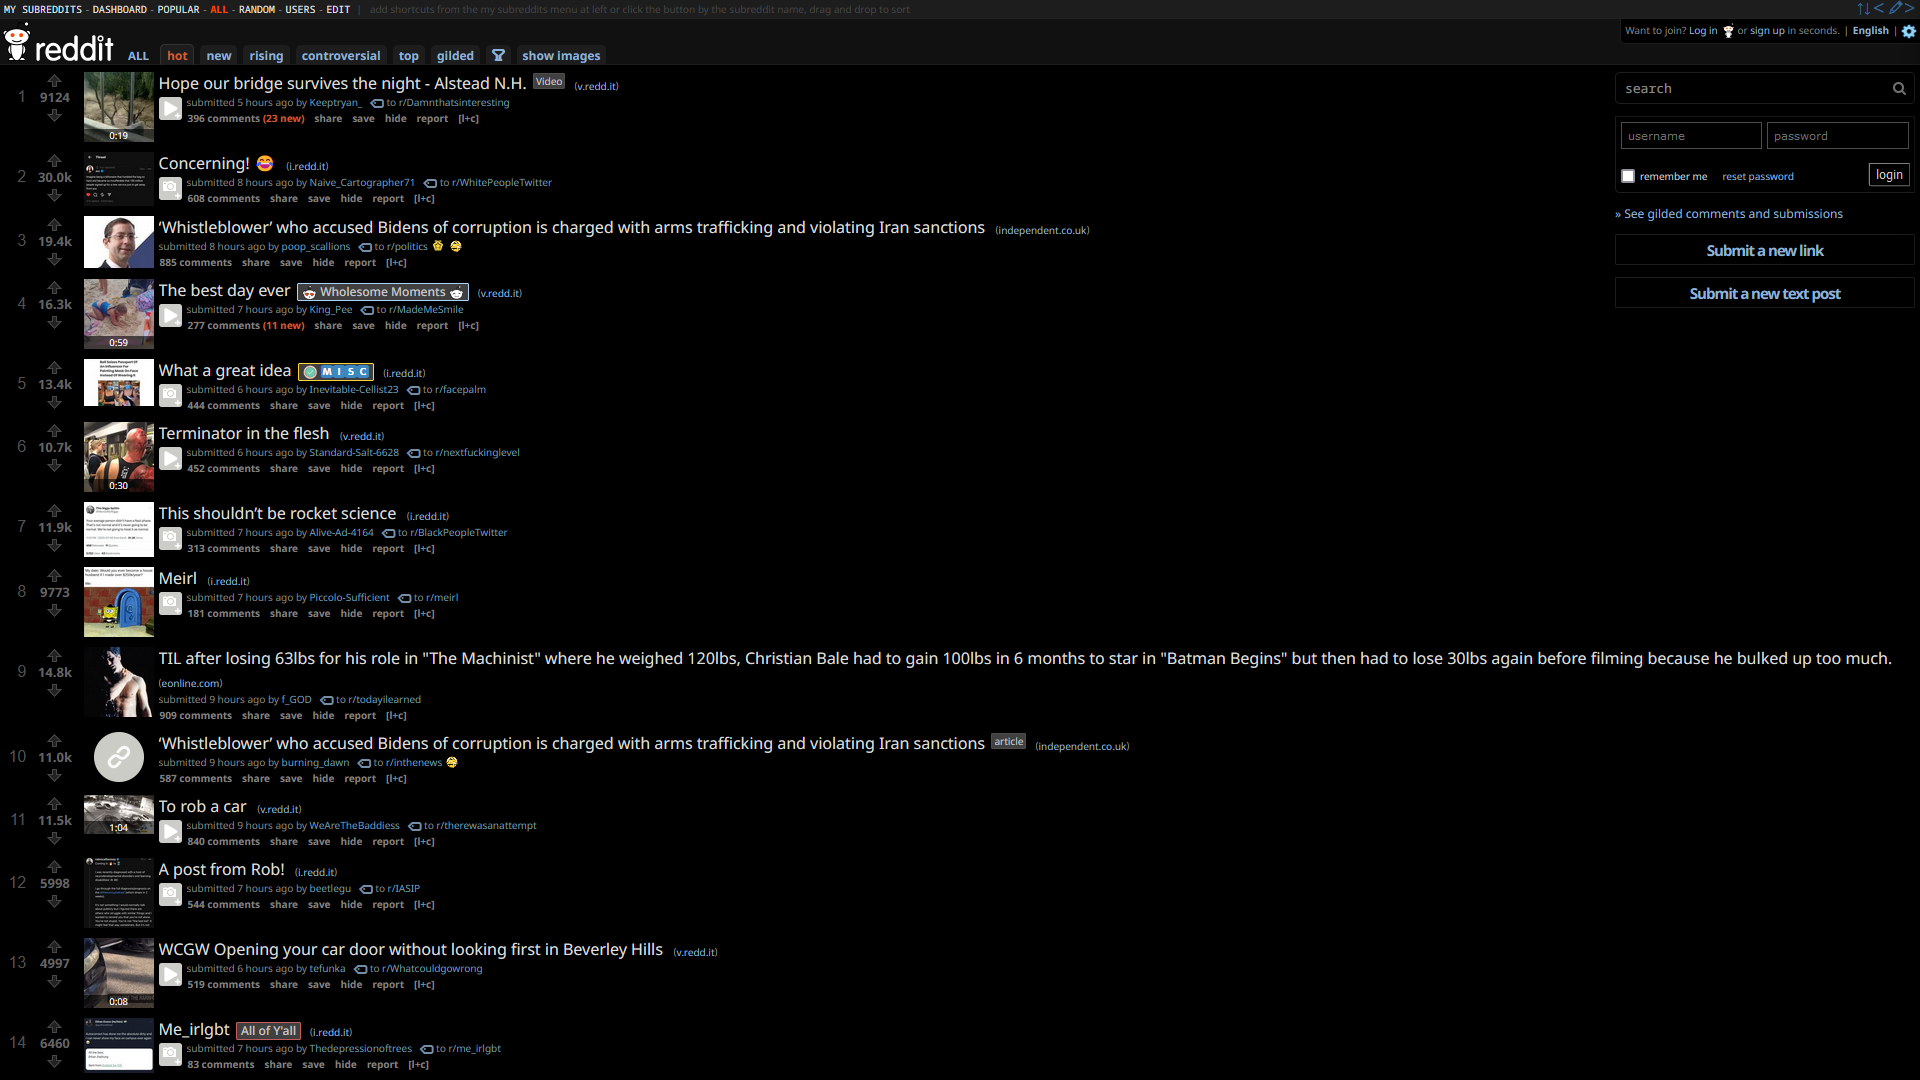 MY SUBREDDITS - DASHBOARD - POPULAR - ALL - RANDOM - USERS - EDIT | add shortcuts from the my subreddits menu at left or click the button by the subreddit name, drag and drop to sort
reddit ALL hot new rising controversial top gilded show images
Want to join? Log in or sign up in seconds. | English |
search
username password
remember me reset password login
» See gilded comments and submissions
Submit a new link
Submit a new text post
1 9124 Hope our bridge survives the night - Alstead N.H. Video (v.redd.it)
submitted 5 hours ago by Keeptryan_ to r/Damnthatsinteresting
396 comments (23 new) share save hide report [l+c]
0:19
2 30.0k Concerning! 😂 (i.redd.it)
submitted 8 hours ago by Naive_Cartographer71 to r/WhitePeopleTwitter
608 comments share save hide report [l+c]
3 19.4k ‘Whistleblower’ who accused Bidens of corruption is charged with arms trafficking and violating Iran sanctions (independent.co.uk)
submitted 8 hours ago by poop_scallions to r/politics
885 comments share save hide report [l+c]
4 16.3k The best day ever Wholesome Moments (v.redd.it)
submitted 7 hours ago by King_Pee to r/MadeMeSmile
277 comments (11 new) share save hide report [l+c]
0:59
5 13.4k What a great idea MISC (i.redd.it)
submitted 6 hours ago by Inevitable-Cellist23 to r/facepalm
444 comments share save hide report [l+c]
6 10.7k Terminator in the flesh (v.redd.it)
submitted 6 hours ago by Standard-Salt-6628 to r/nextfuckinglevel
452 comments share save hide report [l+c]
0:30
7 11.9k This shouldn’t be rocket science (i.redd.it)
submitted 7 hours ago by Alive-Ad-4164 to r/BlackPeopleTwitter
313 comments share save hide report [l+c]
8 9773 Meirl (i.redd.it)
submitted 7 hours ago by Piccolo-Sufficient to r/meirl
181 comments share save hide report [l+c]
9 14.8k TIL after losing 63lbs for his role in "The Machinist" where he weighed 120lbs, Christian Bale had to gain 100lbs in 6 months to star in "Batman Begins" but then had to lose 30lbs again before filming because he bulked up too much.
(eonline.com)
submitted 9 hours ago by f_GOD to r/todayilearned
909 comments share save hide report [l+c]
10 11.0k ‘Whistleblower’ who accused Bidens of corruption is charged with arms trafficking and violating Iran sanctions article (independent.co.uk)
submitted 9 hours ago by burning_dawn to r/inthenews
587 comments share save hide report [l+c]
11 11.5k To rob a car (v.redd.it)
submitted 9 hours ago by WeAreTheBaddiess to r/therewasanattempt
840 comments share save hide report [l+c]
1:04
12 5998 A post from Rob! (i.redd.it)
submitted 7 hours ago by beetlegu to r/IASIP
544 comments share save hide report [l+c]
13 4997 WCGW Opening your car door without looking first in Beverley Hills (v.redd.it)
submitted 6 hours ago by tefunka to r/Whatcouldgowrong
519 comments share save hide report [l+c]
0:08
14 6460 Me_irlgbt All of Y'all (i.redd.it)
submitted 7 hours ago by Thedepressionoftrees to r/me_irlgbt
83 comments share save hide report [l+c]